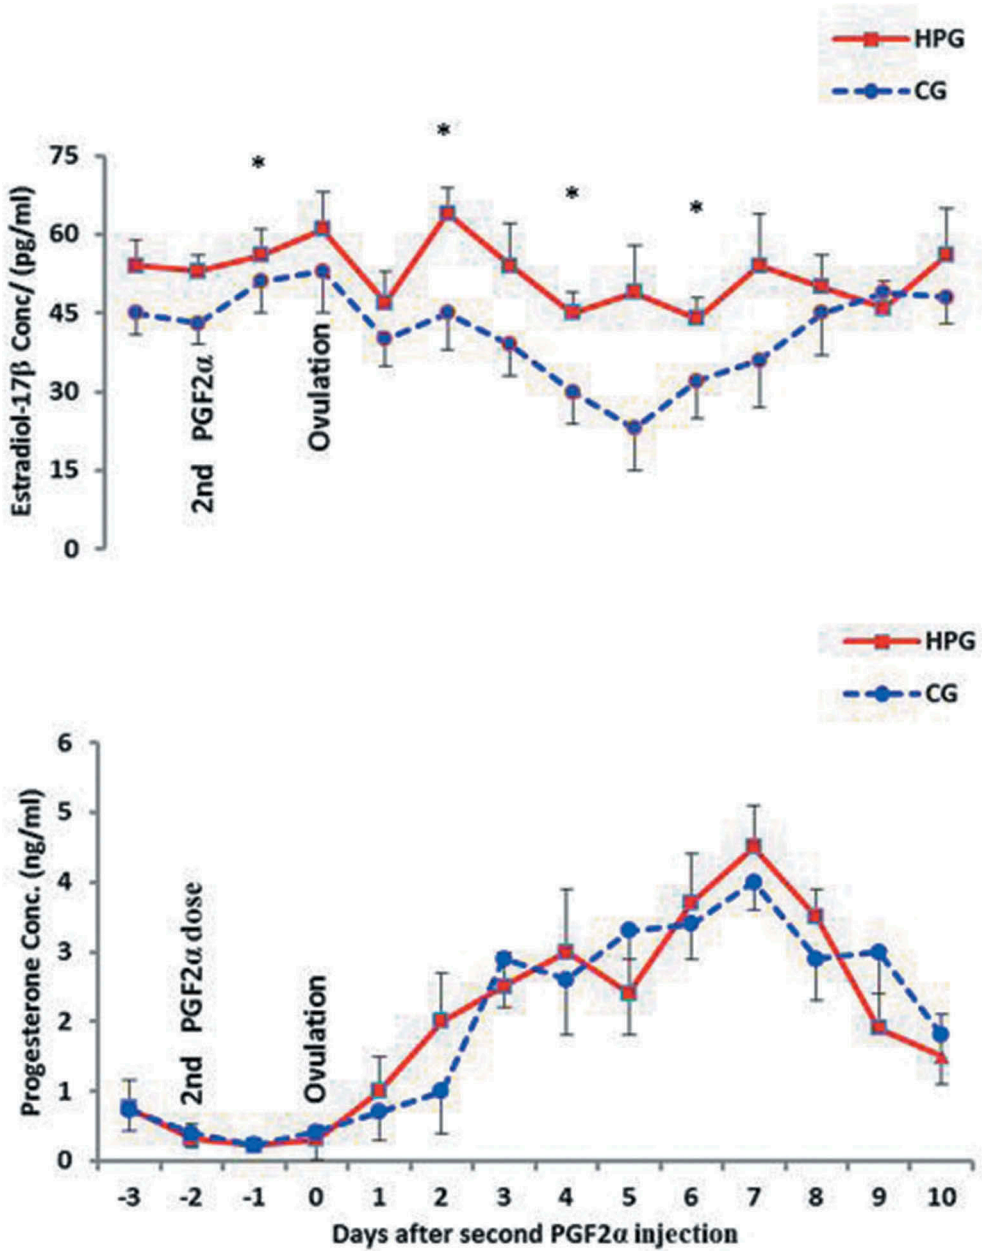 HPG
CG
*
*
*
*
75
60
45
30
15
0
Estradiol-17β Conc/ (pg/ml)
2nd PGF2α
Ovulation
HPG
CG
6
5
4
3
2
1
0
Progesterone Conc. (ng/ml)
2nd PGF2α dose
Ovulation
-3 -2 -1 0 1 2 3 4 5 6 7 8 9 10
Days after second PGF2α injection